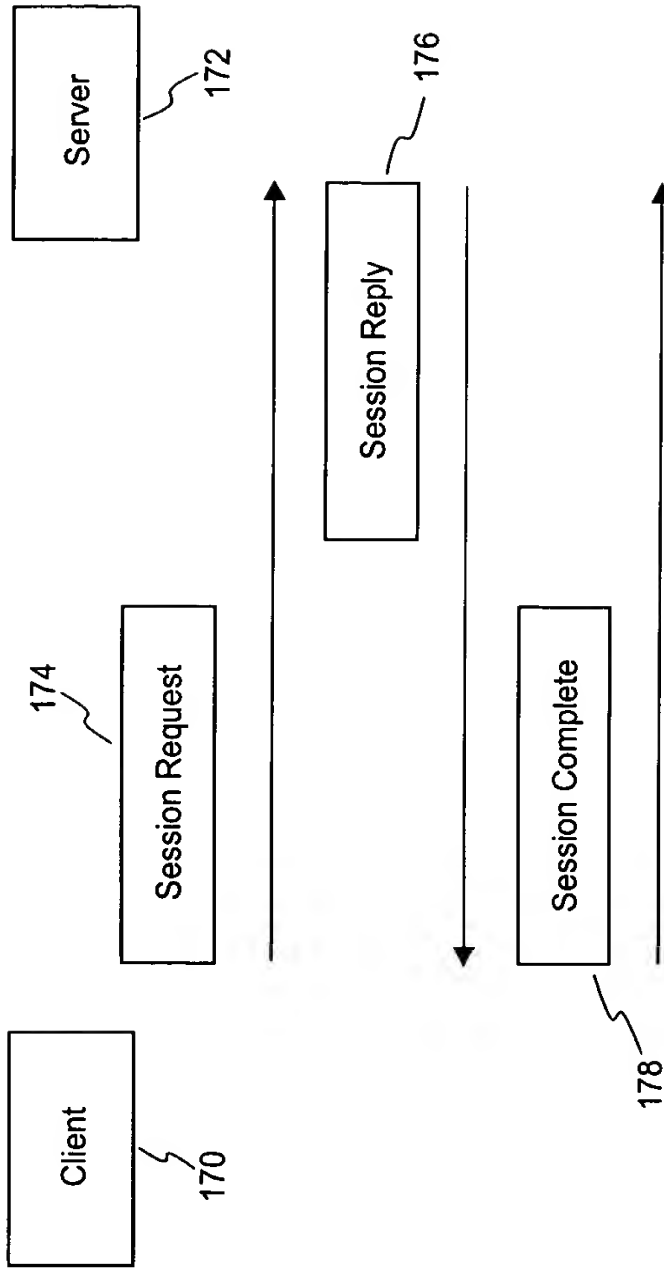 Client
170
Server
172
174
Session Request
Session Reply
176
Session Complete
178